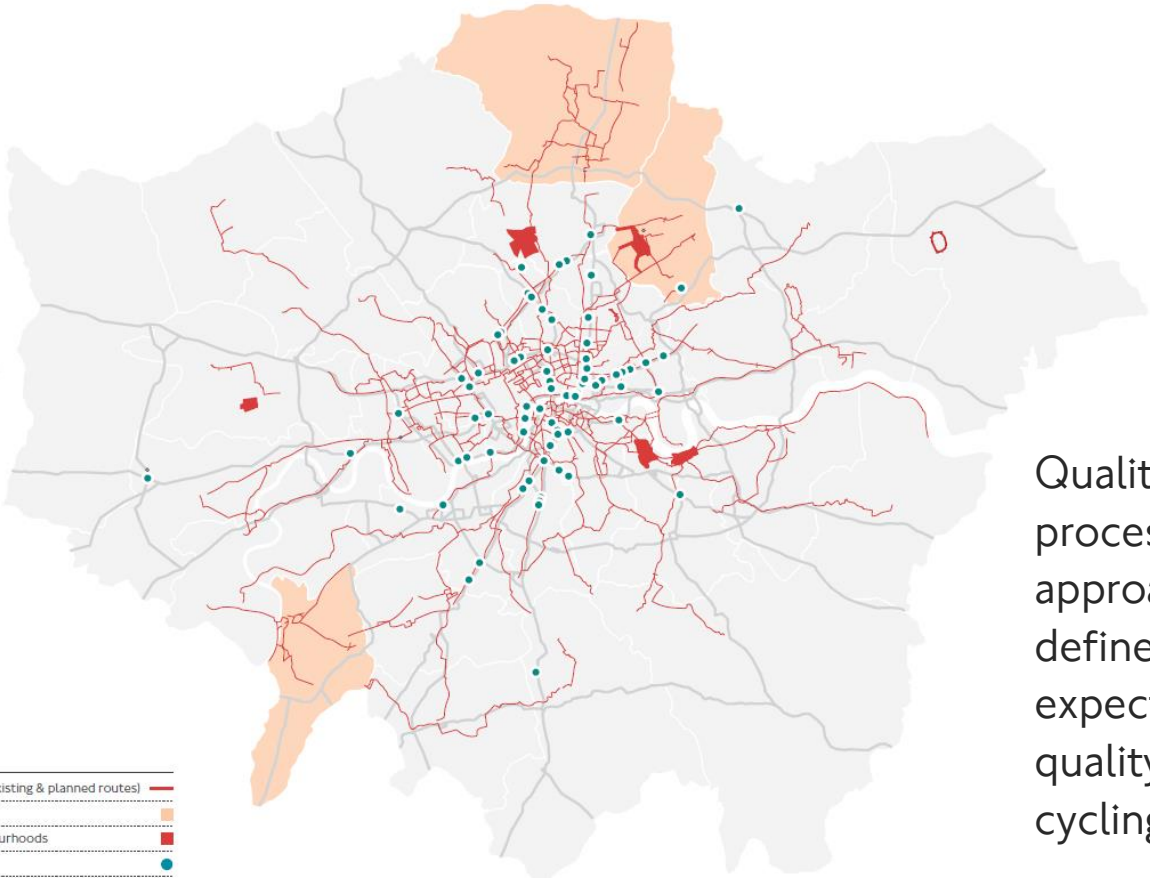 isting & planned routes)
urhoods
Qualit
proces
approa
define
expect
quality
cycling